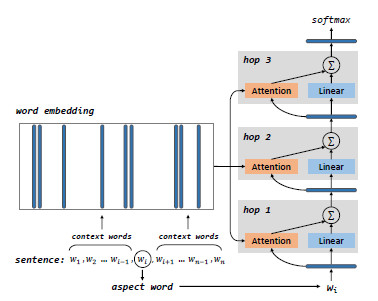 softmax
hop 3
Σ
Attention
Linear
word embedding
hop 2
Σ
Attention
Linear
hop 1
Σ
Attention
Linear
context words
context words
sentence: w₁, w₂ … wᵢ₋₁, wᵢ, wᵢ₊₁ … wₙ₋₁, wₙ
aspect word
wᵢ